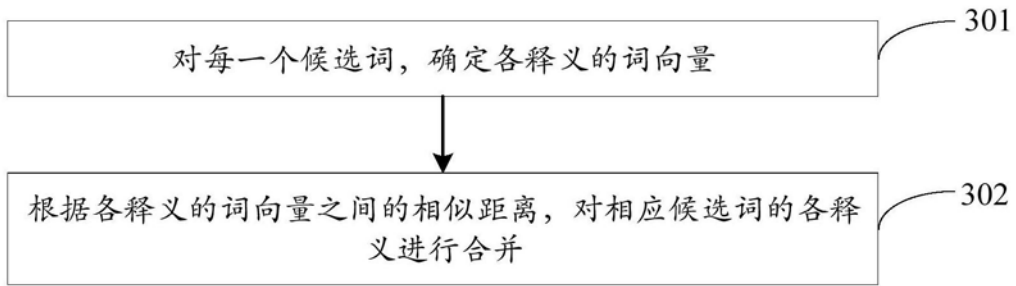 301
对每一个候选词，确定各释义的词向量
302
根据各释义的词向量之间的相似距离，对相应候选词的各释
义进行合并